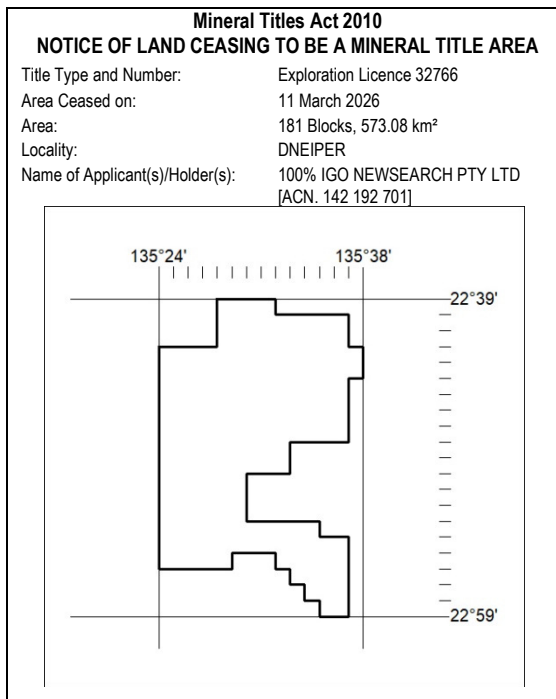 Mineral Titles Act 2010
NOTICE OF LAND CEASING TO BE A MINERAL TITLE AREA
Title Type and Number: Exploration Licence 32766
Area Ceased on: 11 March 2026
Area: 181 Blocks, 573.08 km²
Locality: DNEIPER
Name of Applicant(s)/Holder(s): 100% IGO NEWSEARCH PTY LTD
[ACN. 142 192 701]
135°24' 135°38'
22°39'
22°59'